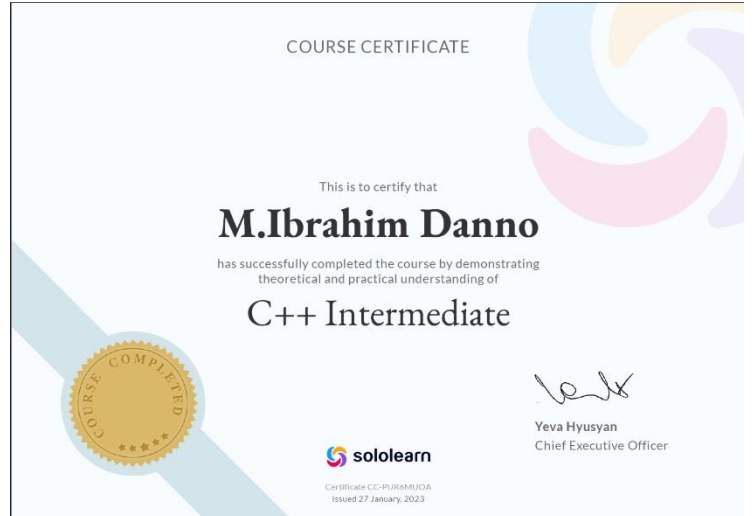 COURSE CERTIFICATE
This is to certify that
M.Ibrahim Danno
has successfully completed the course by demonstrating
theoretical and practical understanding of
C++ Intermediate
COURSE COMPLETED
Yeva Hyusyan
Chief Executive Officer
sololearn
Certificate CC-PUR6MUOA
Issued 27 January, 2023